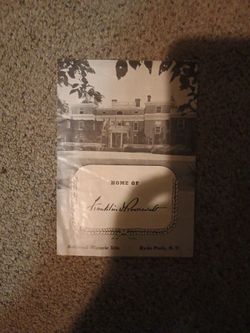 HOME OF
Franklin D Roosevelt
National Historic Site
Hyde Park, N. Y.